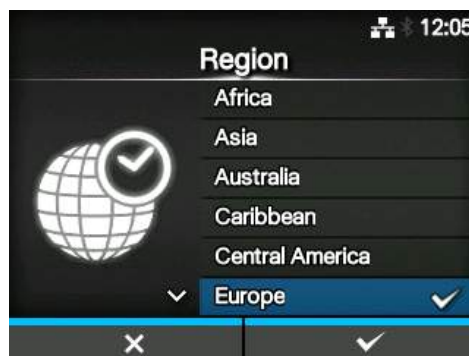 12:05
Region
Africa
Asia
Australia
Caribbean
Central America
Europe